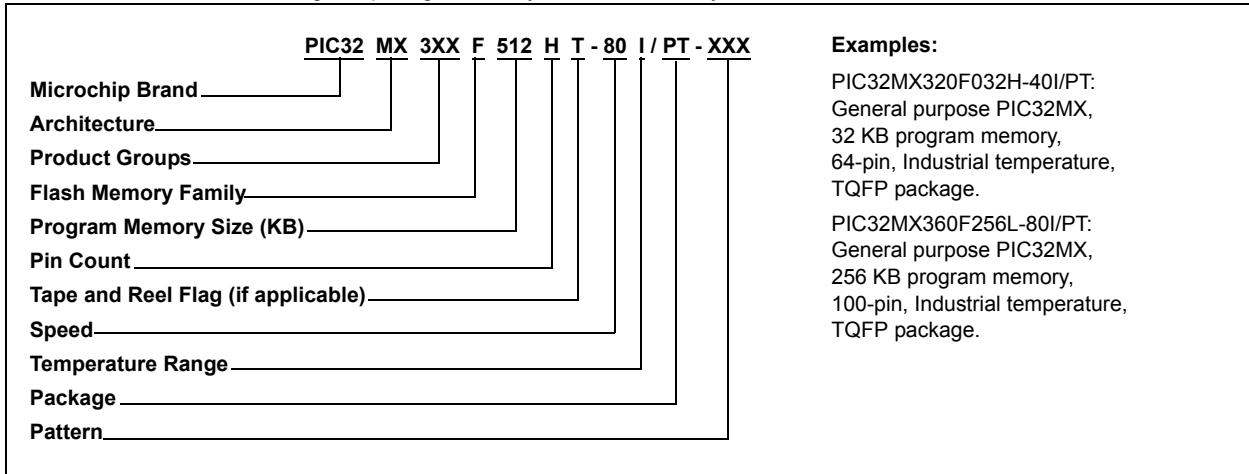 PIC32 MX 3XX F 512 H T - 80 I / PT - XXX
Microchip Brand
Architecture
Product Groups
Flash Memory Family
Program Memory Size (KB)
Pin Count
Tape and Reel Flag (if applicable)
Speed
Temperature Range
Package
Pattern
Examples:
PIC32MX320F032H-40I/PT:
General purpose PIC32MX,
32 KB program memory,
64-pin, Industrial temperature,
TQFP package.
PIC32MX360F256L-80I/PT:
General purpose PIC32MX,
256 KB program memory,
100-pin, Industrial temperature,
TQFP package.